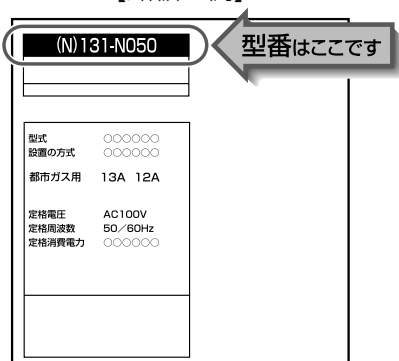 (N)131-N050
型番はここです
型式 ○○○○○○
設置の方式 ○○○○○○
都市ガス用 13A 12A
定格電圧 AC100V
定格周波数 50／60Hz
定格消費電力 ○○○○○○